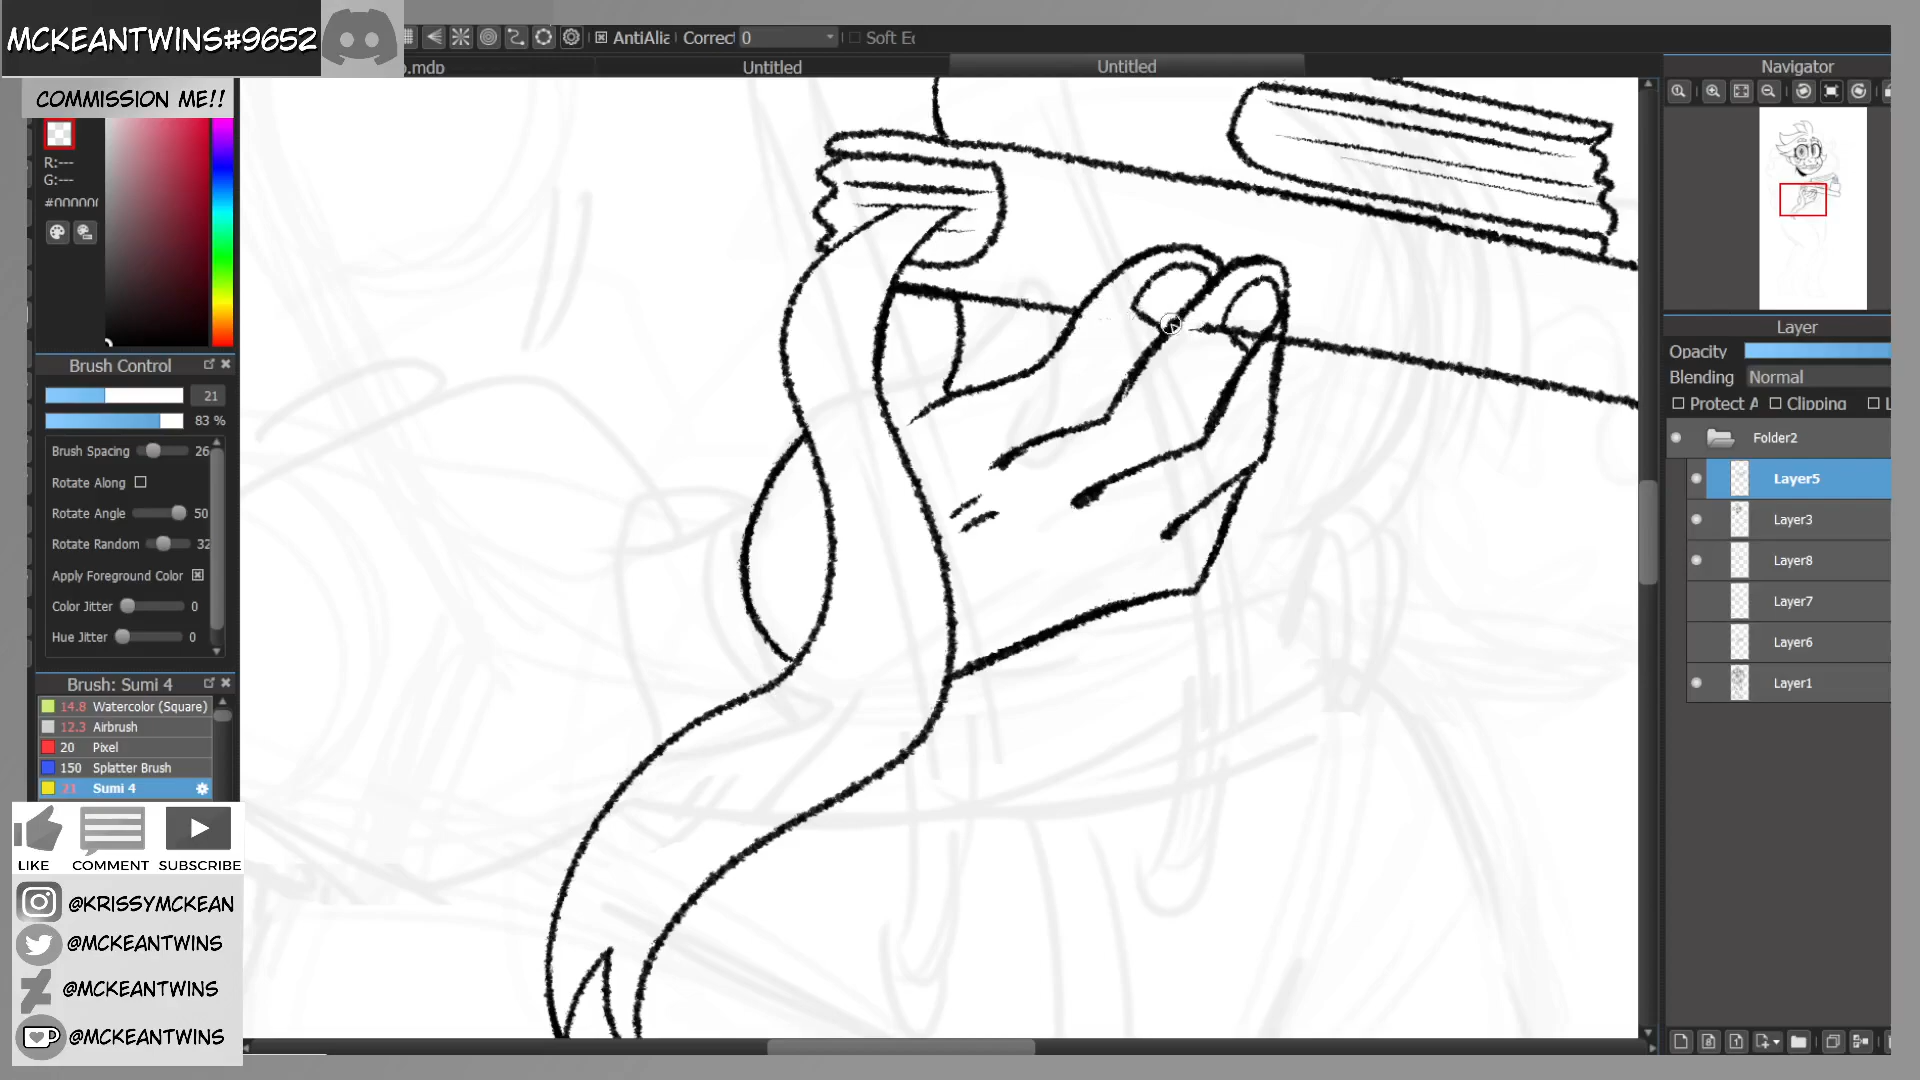 MCKEANTWINS#9652
COMMISSION ME!!
AntiAlia
Correct 0
Soft Ec
o.mdp
Untitled
Untitled
Navigator
R:---
G:---
#000000
Brush Control
21
83 %
Brush Spacing 26
Rotate Along
Rotate Angle 50
Rotate Random 32
Apply Foreground Color
Color Jitter 0
Hue Jitter 0
Brush: Sumi 4
14.8 Watercolor (Square)
12.3 Airbrush
20 Pixel
150 Splatter Brush
21 Sumi 4
LIKE COMMENT SUBSCRIBE
@KRISSYMCKEAN
@MCKEANTWINS
@MCKEANTWINS
@MCKEANTWINS
Layer
Opacity
Blending Normal
Protect A Clipping L
Folder2
Layer5
Layer3
Layer8
Layer7
Layer6
Layer1